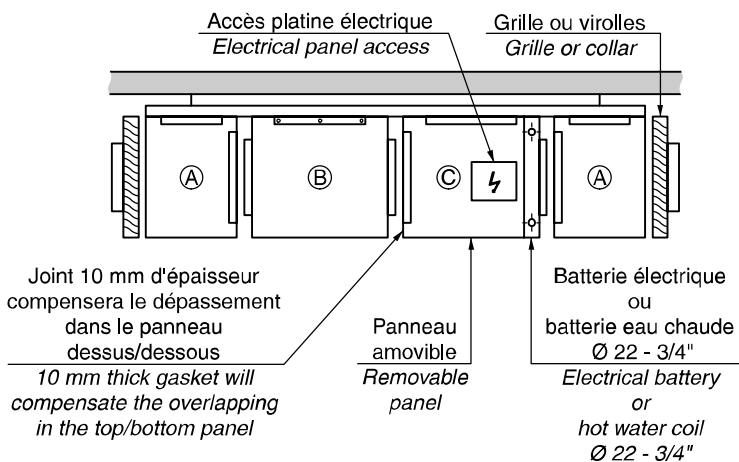 Accès platine électrique
Electrical panel access
Grille ou virolles
Grille or collar
A
B
C
A
Joint 10 mm d'épaisseur
compensera le dépassement
dans le panneau
dessus/dessous
10 mm thick gasket will
compensate the overlapping
in the top/bottom panel
Panneau
amovible
Removable
panel
Batterie électrique
ou
batterie eau chaude
Ø 22 - 3/4"
Electrical battery
or
hot water coil
Ø 22 - 3/4"